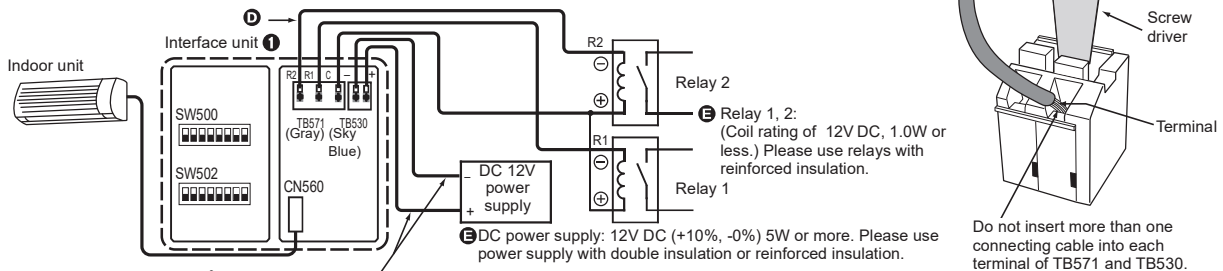 D
Interface unit 1
Indoor unit
R2 R1 C – +
TB571 TB530
(Gray) (Sky
Blue)
SW500
SW502
CN560
– DC 12V
power
+ supply
R2
⊖
⊕
Relay 2
R1
⊖
⊕
Relay 1
E Relay 1, 2:
(Coil rating of 12V DC, 1.0W or
less.) Please use relays with
reinforced insulation.
E DC power supply: 12V DC (+10%, -0%) 5W or more. Please use
power supply with double insulation or reinforced insulation.
Screw
driver
Terminal
Do not insert more than one
connecting cable into each
terminal of TB571 and TB530.